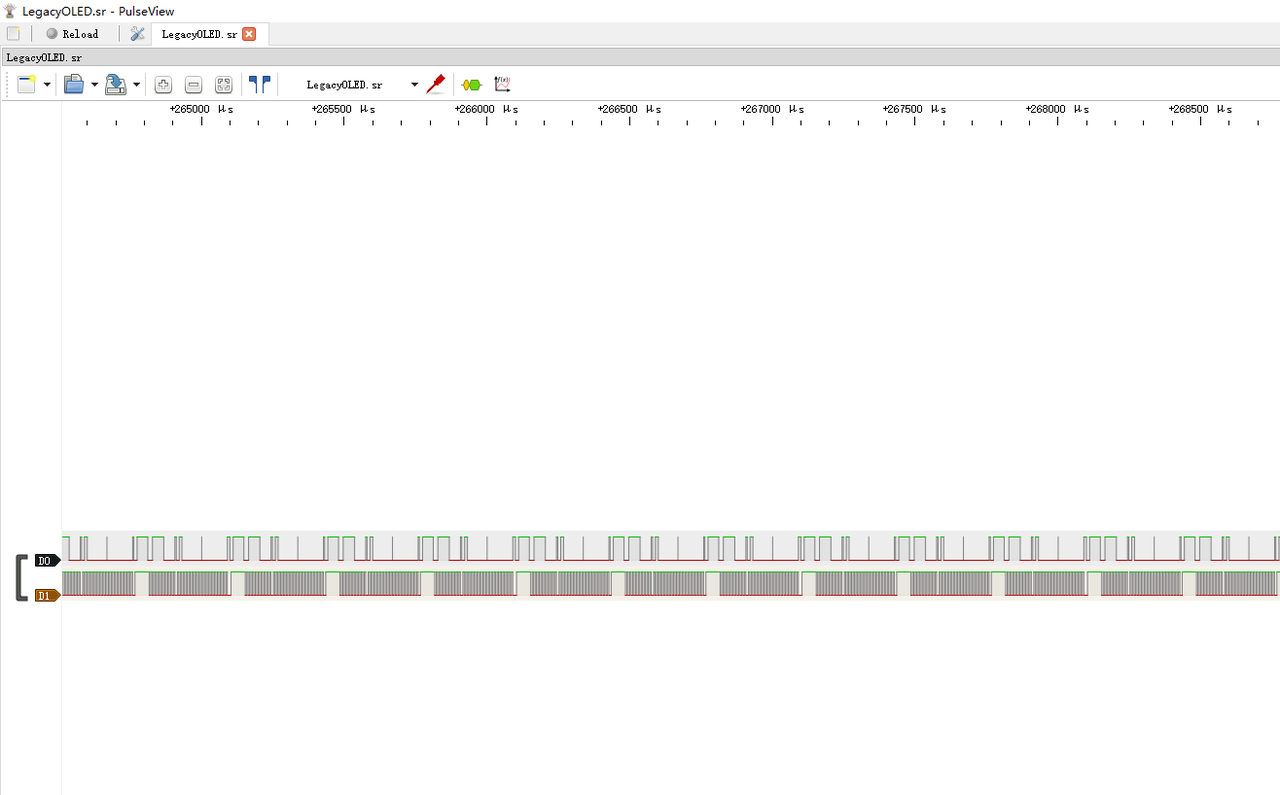 LegacyOLED.sr - PulseView
Reload
LegacyOLED.sr
LegacyOLED.sr
LegacyOLED.sr
f(x)
+265000 µs +265500 µs +266000 µs +266500 µs +267000 µs +267500 µs +268000 µs +268500 µs
D0
D1